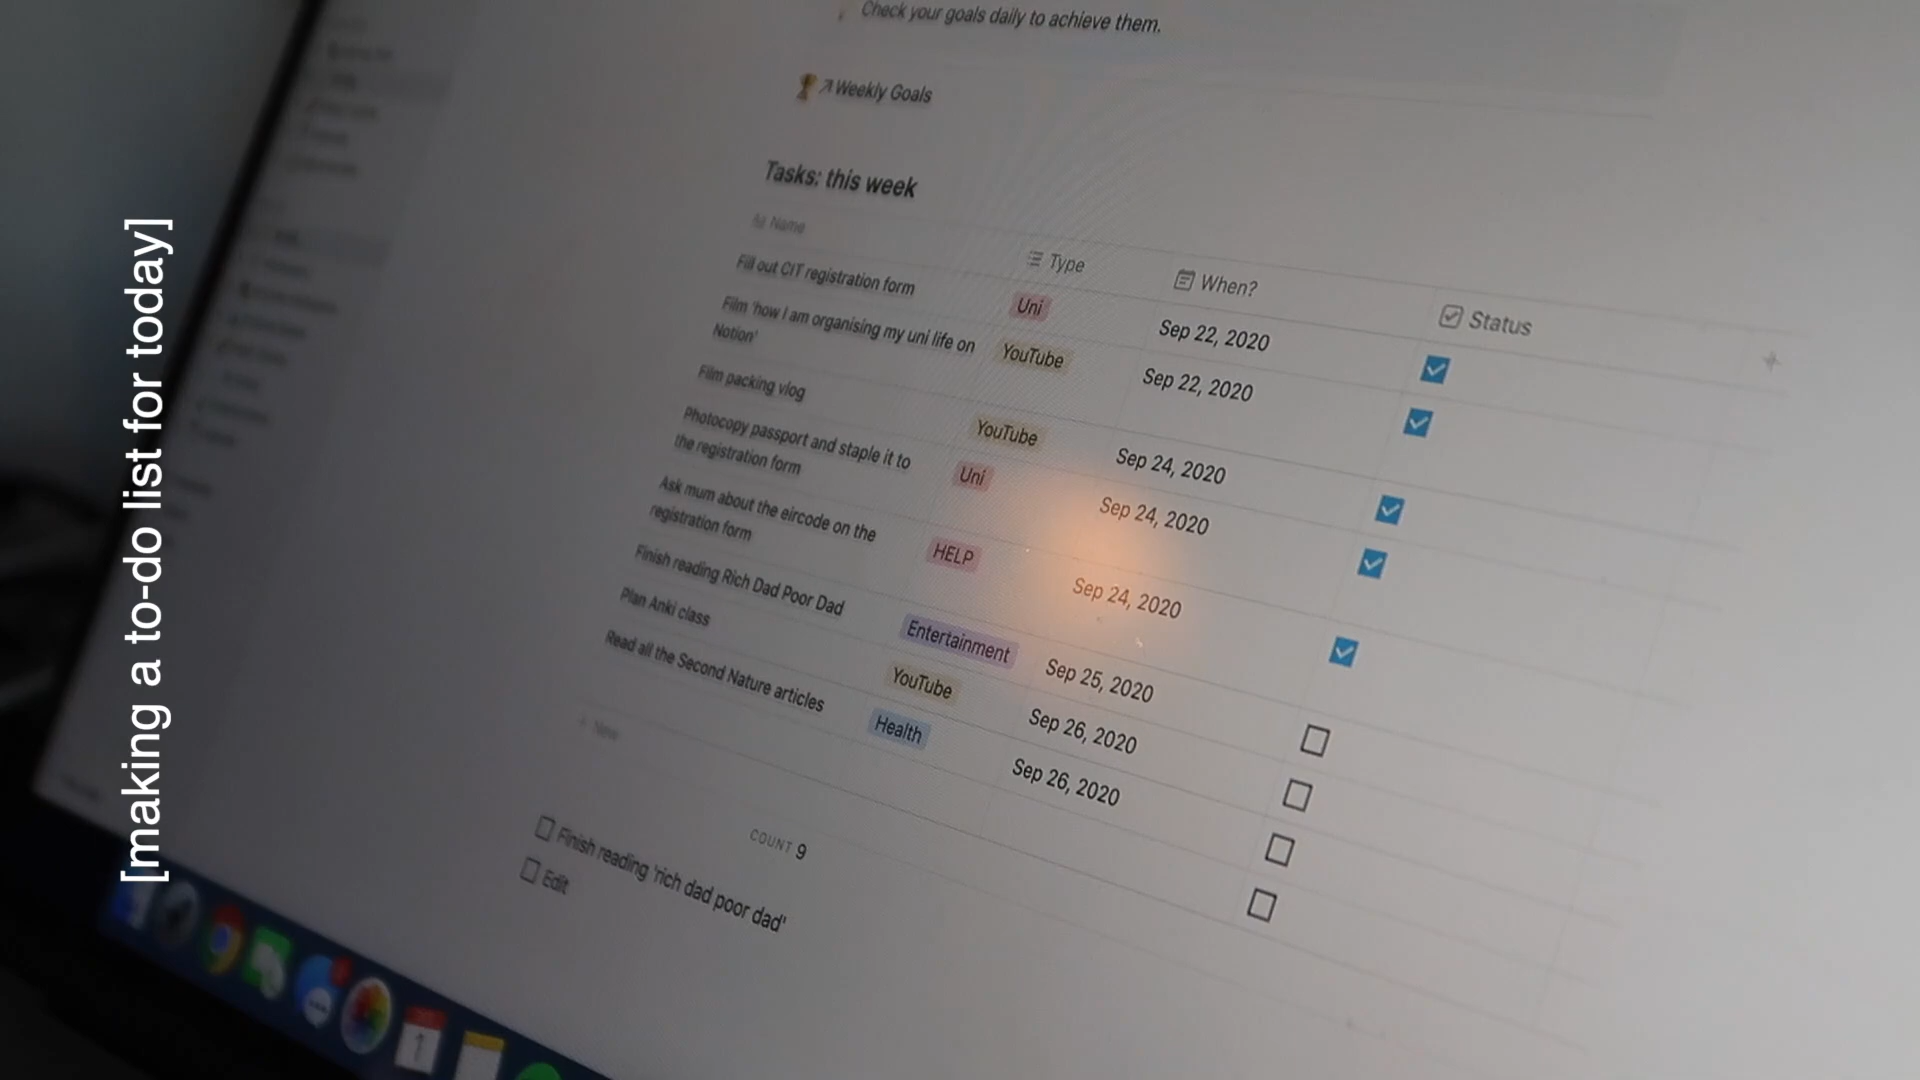 Check your goals daily to achieve them.
Weekly Goals
Tasks: this week
Aa Name
Type
When?
Status
Fill out CIT registration form
Uni
Sep 22, 2020
Film 'how I am organising my uni life on
Notion'
YouTube
Sep 22, 2020
Film packing vlog
YouTube
Sep 24, 2020
Photocopy passport and staple it to
the registration form
Uni
Sep 24, 2020
Ask mum about the eircode on the
registration form
HELP
Sep 24, 2020
Finish reading Rich Dad Poor Dad
Entertainment
Sep 25, 2020
Plan Anki class
YouTube
Sep 26, 2020
Read all the Second Nature articles
Health
Sep 26, 2020
+ New
COUNT 9
Finish reading 'rich dad poor dad'
Edit
[making a to-do list for today]